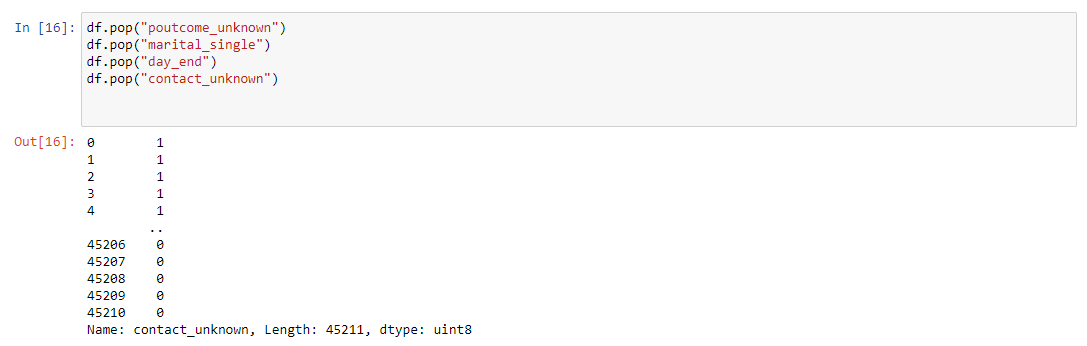 In [16]: df.pop("poutcome_unknown")
df.pop("marital_single")
df.pop("day_end")
df.pop("contact_unknown")
Out[16]: 0 1
1 1
2 1
3 1
4 1
..
45206 0
45207 0
45208 0
45209 0
45210 0
Name: contact_unknown, Length: 45211, dtype: uint8